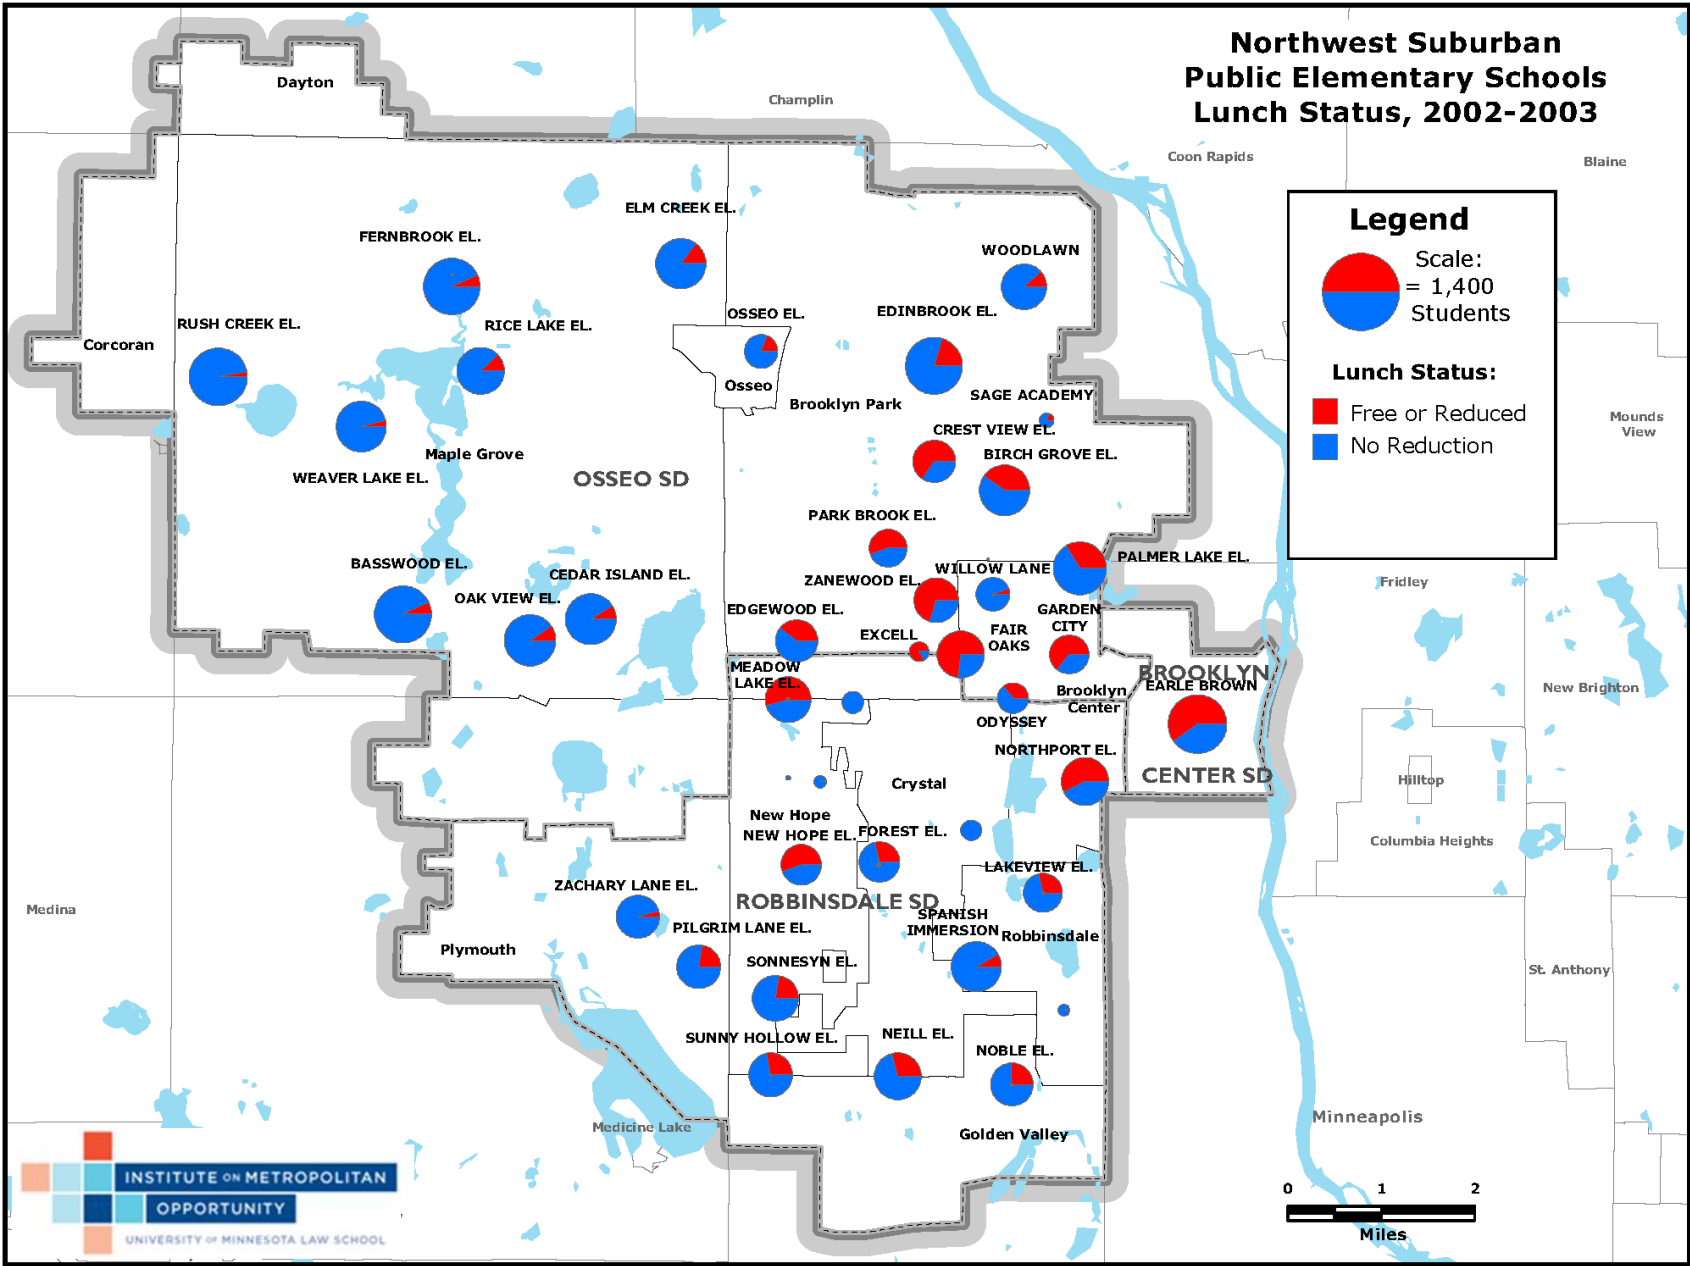 Northwest Suburban
Public Elementary Schools
Lunch Status, 2002-2003
Dayton
Champlin
Coon Rapids
Blaine
Legend
Scale:
= 1,400
Students
Lunch Status:
Free or Reduced
No Reduction
ELM CREEK EL.
FERNBROOK EL.
WOODLAWN
RUSH CREEK EL.
RICE LAKE EL.
OSSEO EL.
EDINBROOK EL.
Corcoran
Osseo
SAGE ACADEMY
Brooklyn Park
Mounds
View
CREST VIEW EL.
Maple Grove
BIRCH GROVE EL.
WEAVER LAKE EL.
OSSEO SD
PARK BROOK EL.
BASSWOOD EL.
CEDAR ISLAND EL.
WILLOW LANE
PALMER LAKE EL.
ZANEWOOD EL.
Fridley
OAK VIEW EL.
EDGEWOOD EL.
GARDEN
CITY
EXCELL
FAIR
OAKS
MEADOW
LAKE EL.
BROOKLYN
EARLE BROWN
New Brighton
Brooklyn
Center
ODYSSEY
NORTHPORT EL.
CENTER SD
Hilltop
Crystal
New Hope
NEW HOPE EL.
FOREST EL.
Columbia Heights
LAKEVIEW EL.
ZACHARY LANE EL.
ROBBINSDALE SD
Medina
SPANISH
IMMERSION
PILGRIM LANE EL.
Robbinsdale
Plymouth
SONNESYN EL.
St. Anthony
SUNNY HOLLOW EL.
NEILL EL.
NOBLE EL.
Minneapolis
Medicine Lake
Golden Valley
INSTITUTE ON METROPOLITAN
OPPORTUNITY
UNIVERSITY OF MINNESOTA LAW SCHOOL
0 1 2
Miles